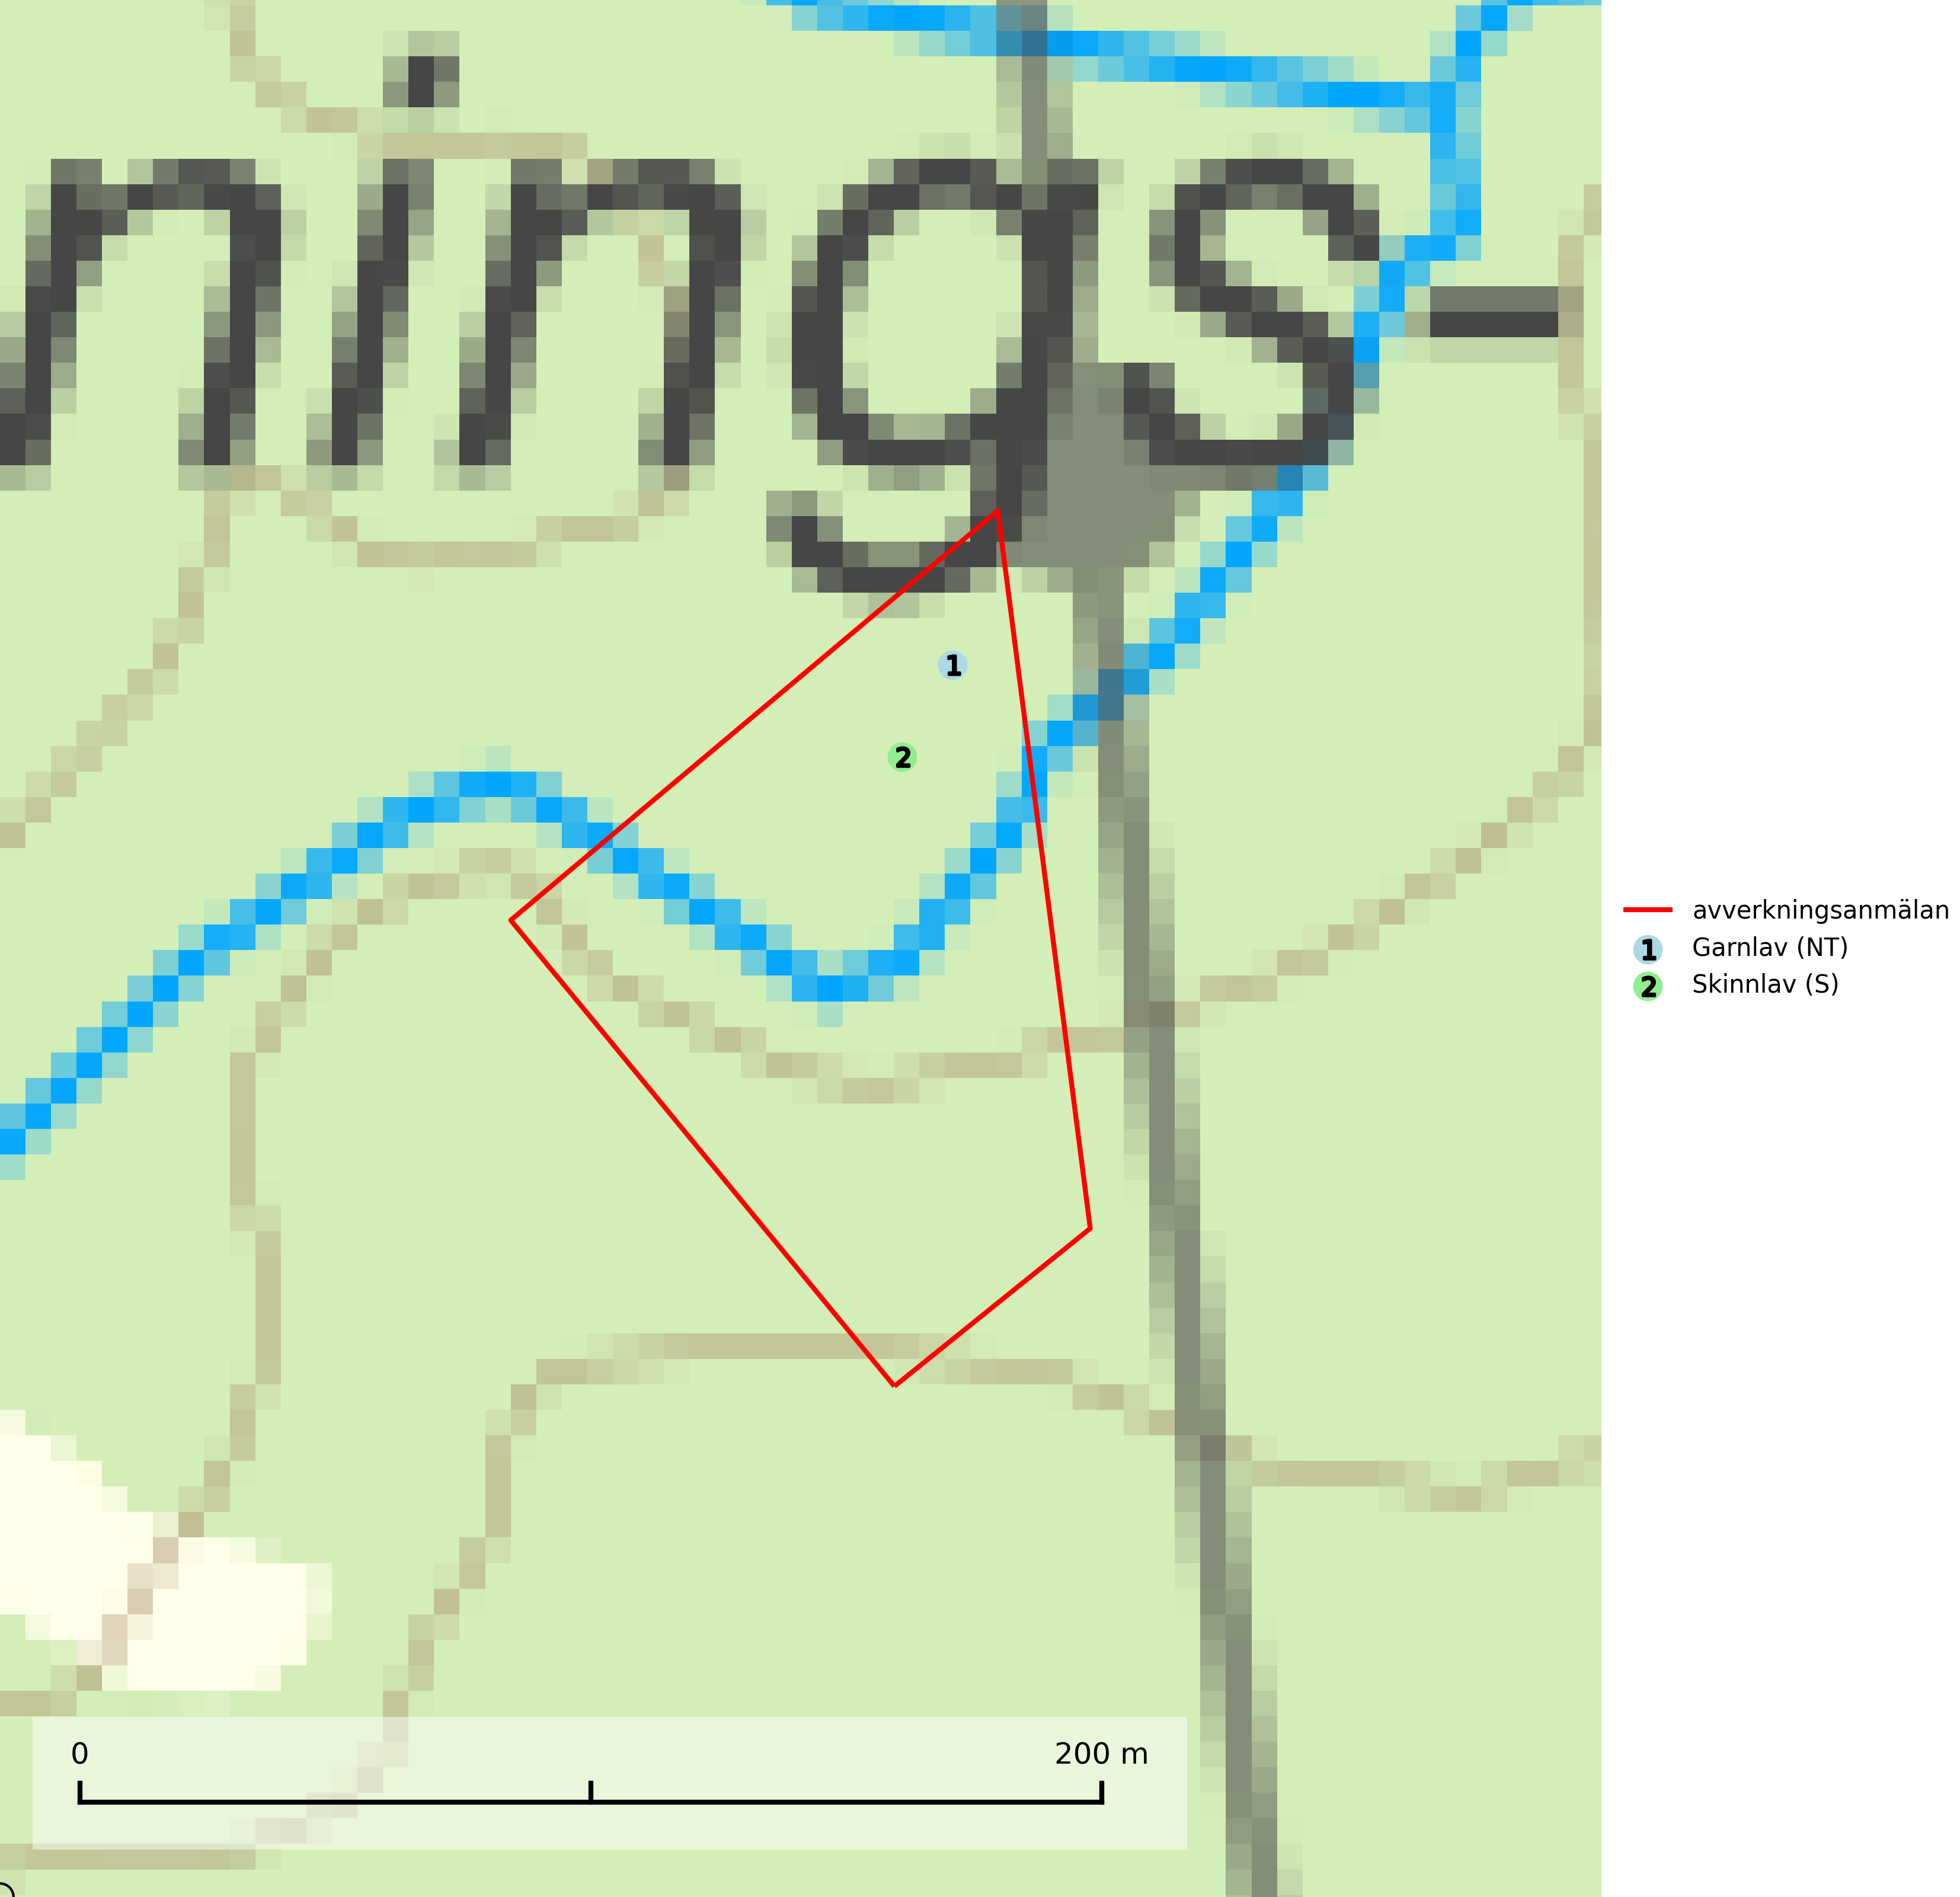 nings-
1
2
avverkningsanmälan
1 Garnlav (NT)
2 Skinnlav (S)
0 200 m